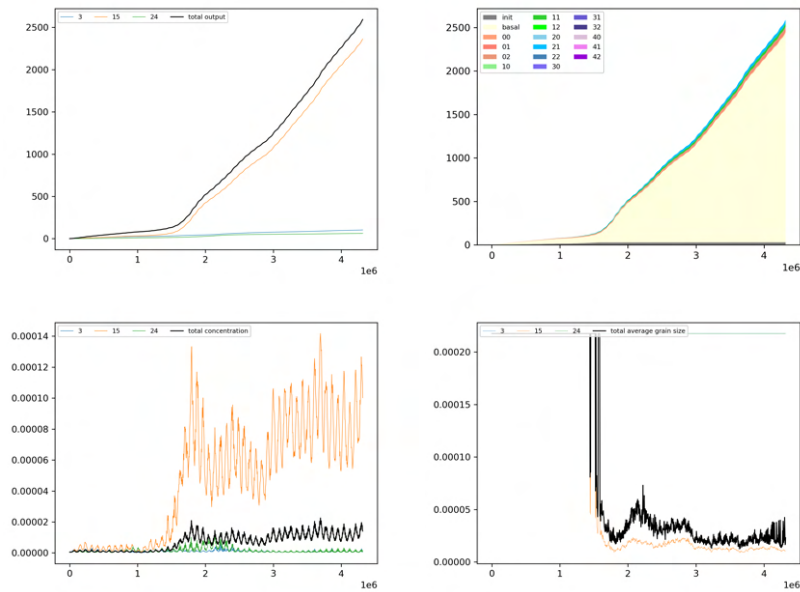 3 15 24 total output
2500
2000
1500
1000
500
0
0 1 2 3 4
1e6
init 11 31
basal 12 32
00 20 40
01 21 41
02 22 42
10 30
2500
2000
1500
1000
500
0
0 1 2 3 4
1e6
3 15 24 total concentration
0.00014
0.00012
0.00010
0.00008
0.00006
0.00004
0.00002
0.00000
0 1 2 3 4
1e6
3 15 24 total average grain size
0.00020
0.00015
0.00010
0.00005
0.00000
0 1 2 3 4
1e6